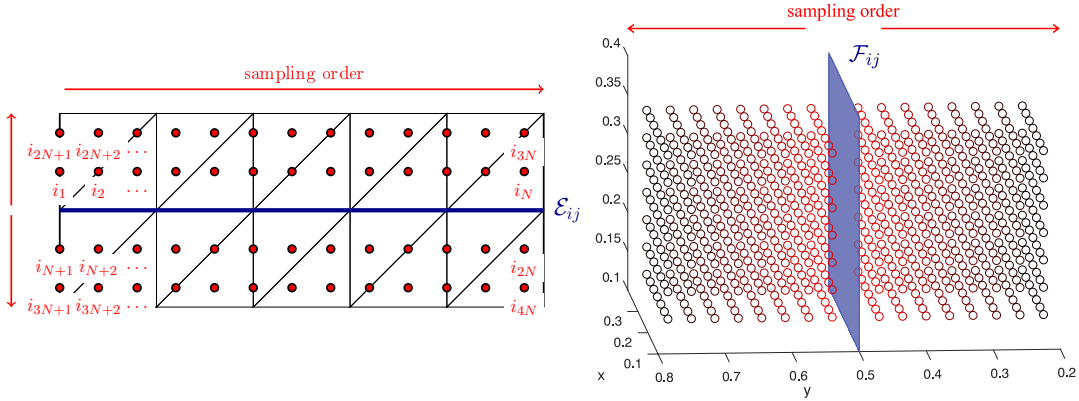 sampling order
i_{2N+1} i_{2N+2} ... i_{3N}
i_1 i_2 ... i_N
ℰ_{ij}
i_{N+1} i_{N+2} ... i_{2N}
i_{3N+1} i_{3N+2} ... i_{4N}
sampling order
ℱ_{ij}
0.4
0.35
0.3
0.25
0.2
0.15
0.1
0.3
0.2
0.1
x
0.8 0.7 0.6 0.5 0.4 0.3 0.2
y